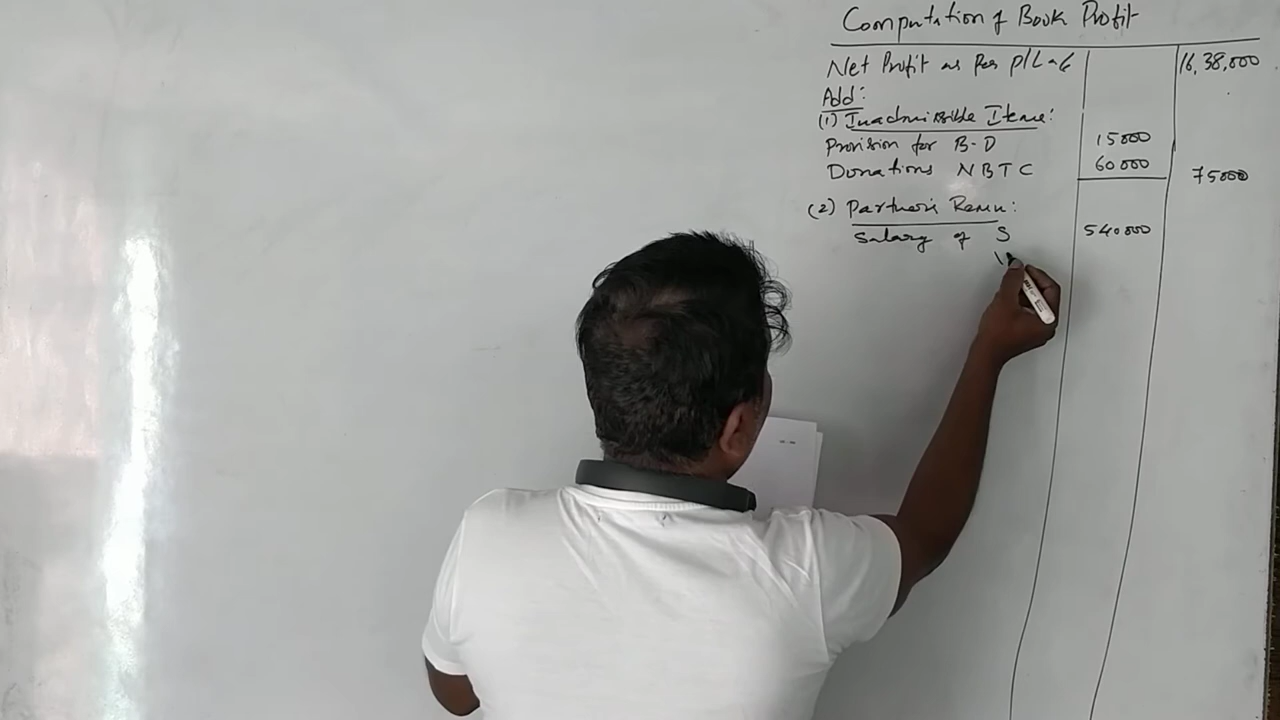 Computation of Book Profit
Net Profit as per P/L a/c 16,38,000
Add:
(1) Inadmissible Items:
Provision for B-D 15000
Donations NBTC 60000 75000
(2) Partner's Remu:
Salary of S 540000